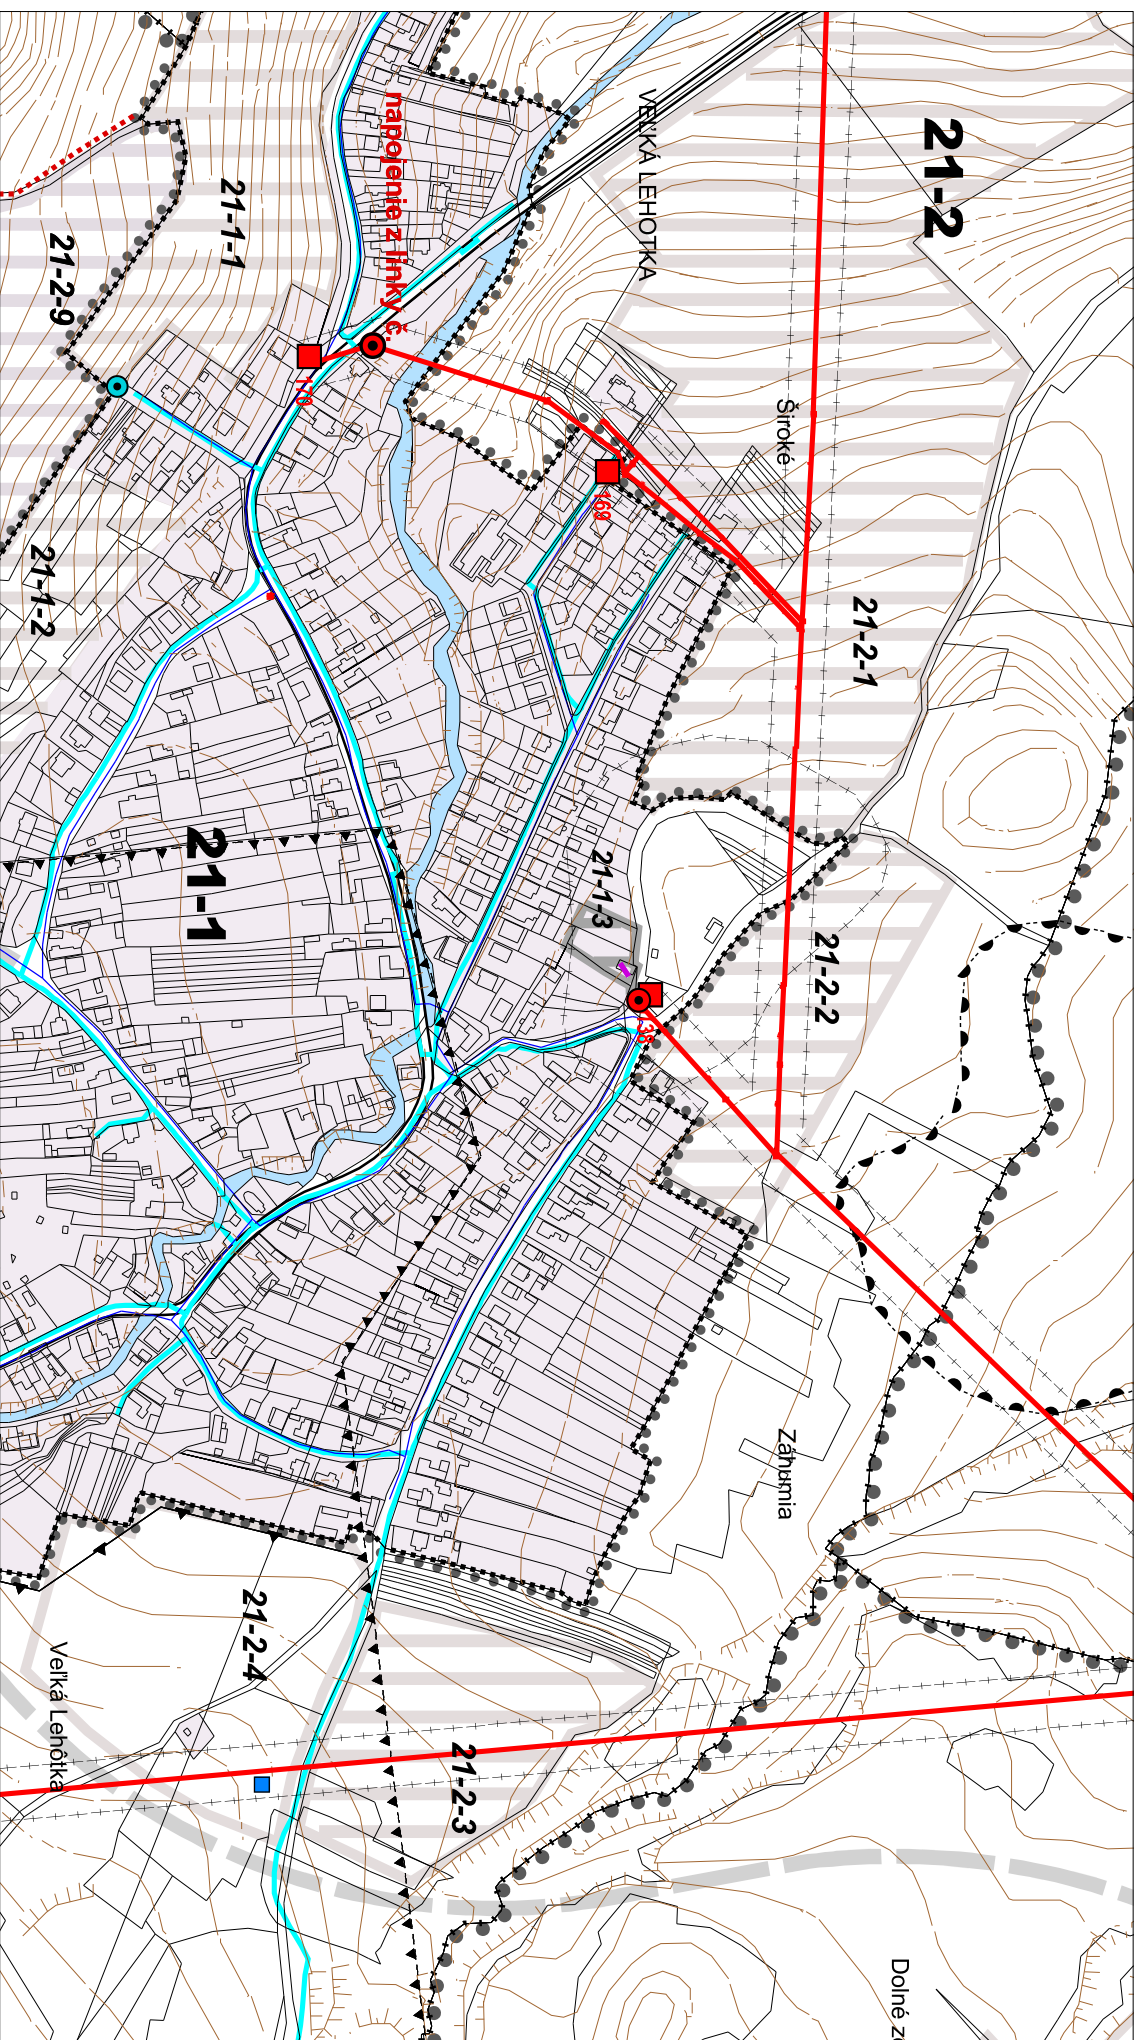 21-2
VEĽKÁ LEHOTKA
napojenie z linky č.
21-1-1
21-2-9
170
Široké
169
21-1-2
21-2-1
21-1
21-1-3
21-2-2
138
Záhumia
21-2-4
Veľká Lehôtka
21-2-3
Dolné